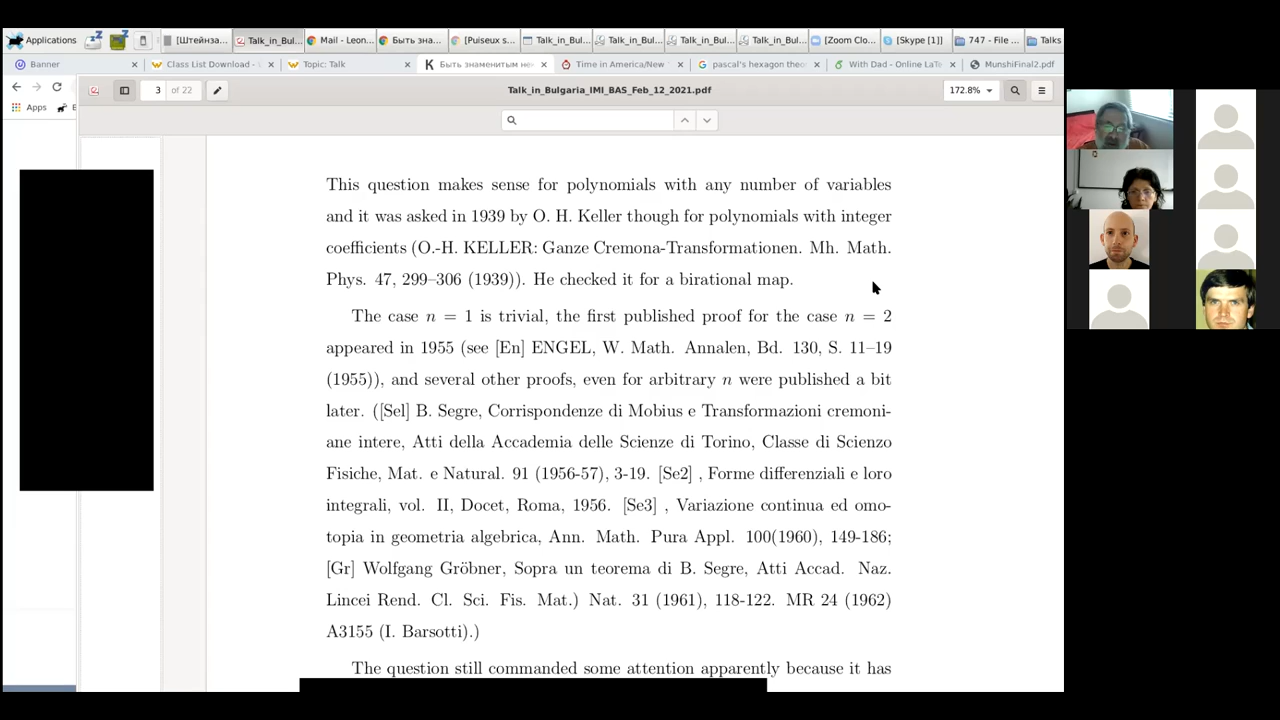 Applications
[Штейнза...
Talk_in_Bul...
Mail - Leon...
Быть зна...
[Puiseux s...
Talk_in_Bul...
Talk_in_Bul...
Talk_in_Bul...
Talk_in_Bul...
[Zoom Clo...
[Skype [1]]
747 - File ...
Talks
Banner
Class List Download - W
Topic: Talk
Быть знаменитым не
Time in America/New
pascal's hexagon theo
With Dad - Online LaTe
MunshiFinal2.pdf
3 of 22
Talk_in_Bulgaria_IMI_BAS_Feb_12_2021.pdf
172.8%
Apps
This question makes sense for polynomials with any number of variables
and it was asked in 1939 by O. H. Keller though for polynomials with integer
coefficients (O.-H. KELLER: Ganze Cremona-Transformationen. Mh. Math.
Phys. 47, 299–306 (1939)). He checked it for a birational map.
The case n = 1 is trivial, the first published proof for the case n = 2
appeared in 1955 (see [En] ENGEL, W. Math. Annalen, Bd. 130, S. 11–19
(1955)), and several other proofs, even for arbitrary n were published a bit
later. ([Sel] B. Segre, Corrispondenze di Mobius e Transformazioni cremoni-
ane intere, Atti della Accademia delle Scienze di Torino, Classe di Scienzo
Fisiche, Mat. e Natural. 91 (1956-57), 3-19. [Se2] , Forme differenziali e loro
integrali, vol. II, Docet, Roma, 1956. [Se3] , Variazione continua ed omo-
topia in geometria algebrica, Ann. Math. Pura Appl. 100(1960), 149-186;
[Gr] Wolfgang Gröbner, Sopra un teorema di B. Segre, Atti Accad. Naz.
Lincei Rend. Cl. Sci. Fis. Mat.) Nat. 31 (1961), 118-122. MR 24 (1962)
A3155 (I. Barsotti).)
The question still commanded some attention apparently because it has